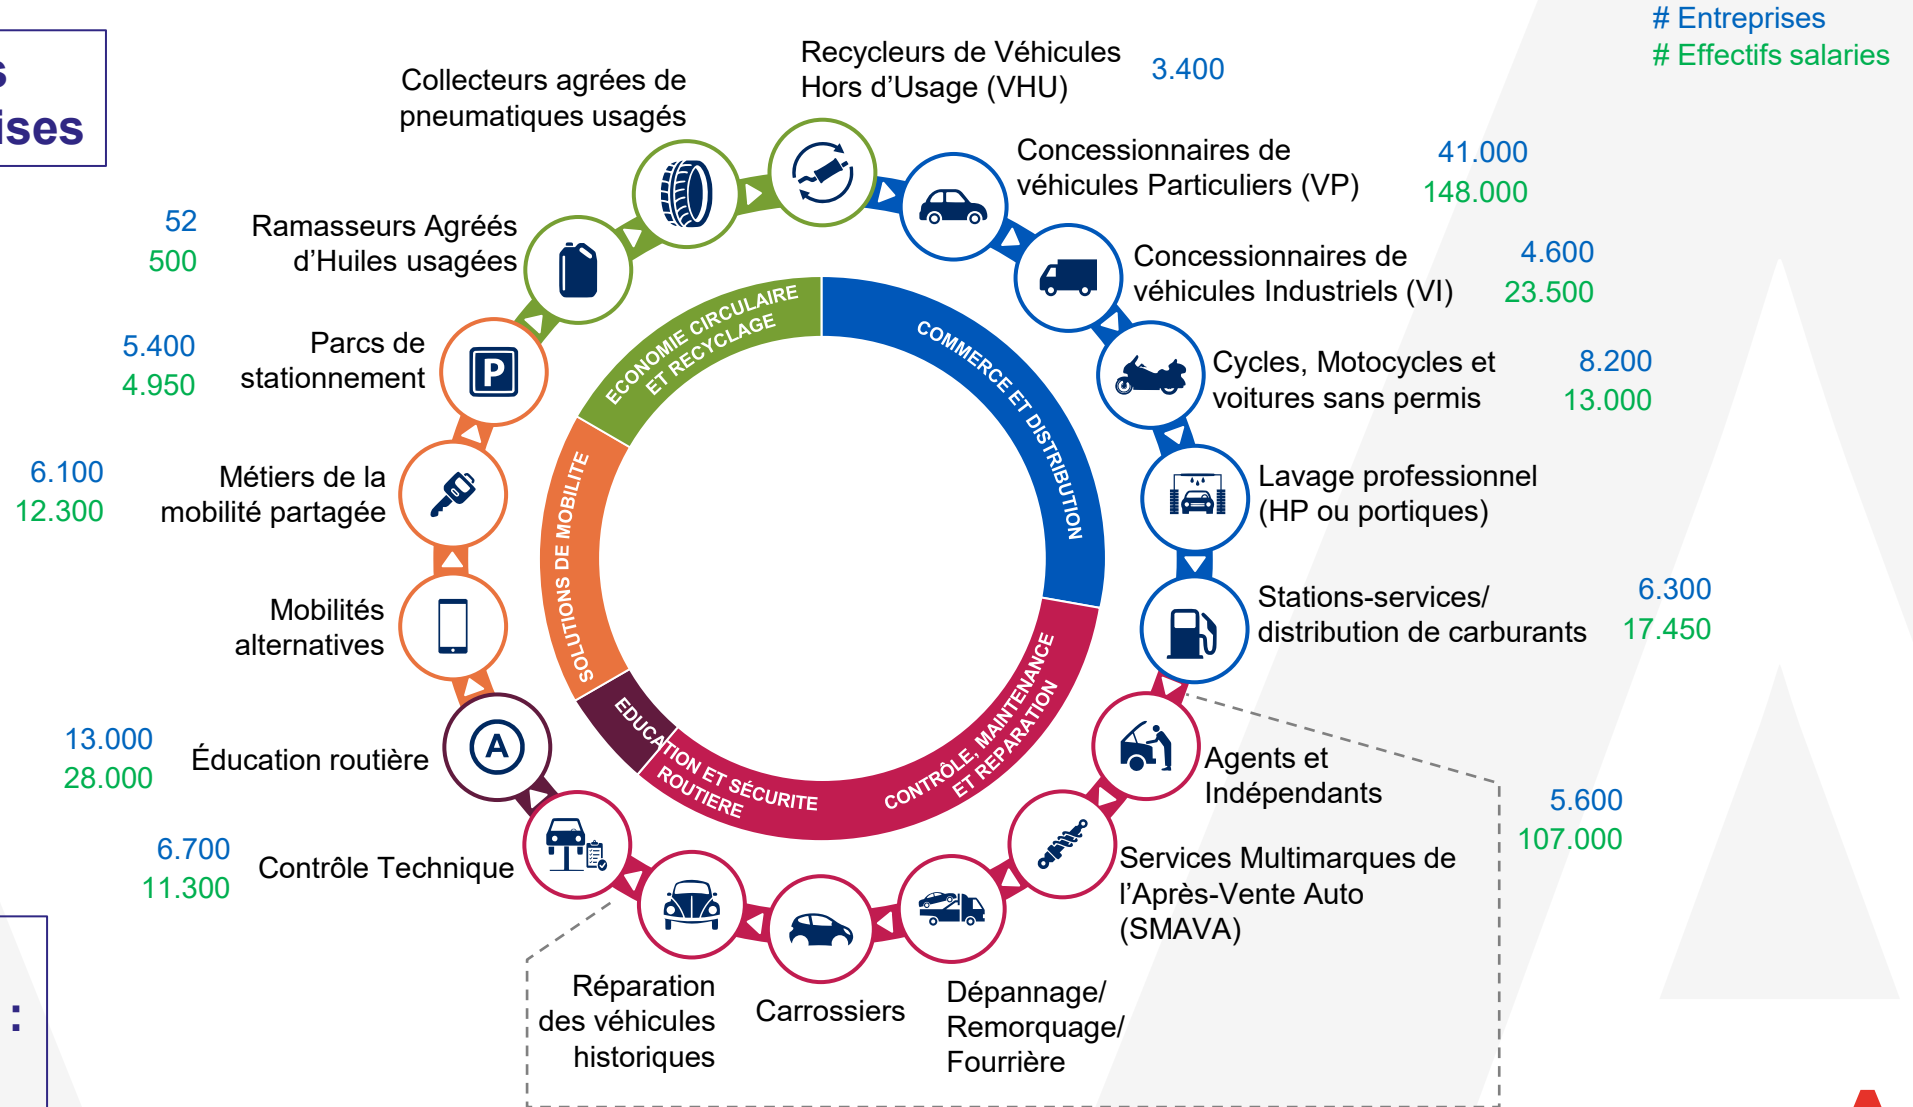 # Entreprises
# Effectifs salaries
s
ises
Recycleurs de Véhicules
Hors d'Usage (VHU)
3.400
Collecteurs agrées de
pneumatiques usagés
Concessionnaires de
véhicules Particuliers (VP)
41.000
148.000
52
500
Ramasseurs Agréés
d'Huiles usagées
Concessionnaires de
véhicules Industriels (VI)
4.600
23.500
5.400
4.950
Parcs de
stationnement
P
Cycles, Motocycles et
voitures sans permis
8.200
13.000
6.100
12.300
Métiers de la
mobilité partagée
Lavage professionnel
(HP ou portiques)
Mobilités
alternatives
Stations-services/
distribution de carburants
6.300
17.450
13.000
28.000
Éducation routière
A
Agents et
Indépendants
5.600
107.000
6.700
11.300
Contrôle Technique
Services Multimarques de
l'Après-Vente Auto
(SMAVA)
Réparation
des véhicules
historiques
Carrossiers
Dépannage/
Remorquage/
Fourrière
ECONOMIE CIRCULAIRE
ET RECYCLAGE
COMMERCE ET DISTRIBUTION
SOLUTIONS DE MOBILITE
EDUCATION ET SÉCURITE
ROUTIERE
CONTRÔLE, MAINTENANCE
ET REPARATION
: